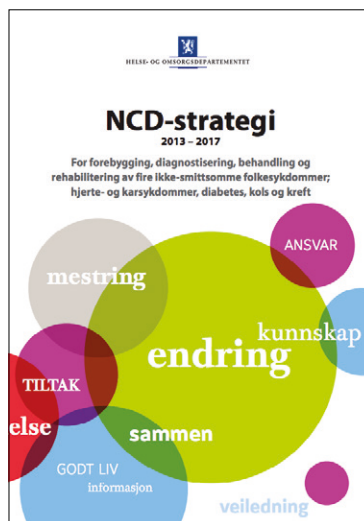 HELSE- OG OMSORGSDEPARTEMENTET
NCD-strategi
2013 – 2017
For forebygging, diagnostisering, behandling og
rehabilitering av fire ikke-smittsomme folkesykdommer;
hjerte- og karsykdommer, diabetes, kols og kreft
ANSVAR
mestring
kunnskap
endring
TILTAK
else
sammen
GODT LIV
informasjon
veiledning